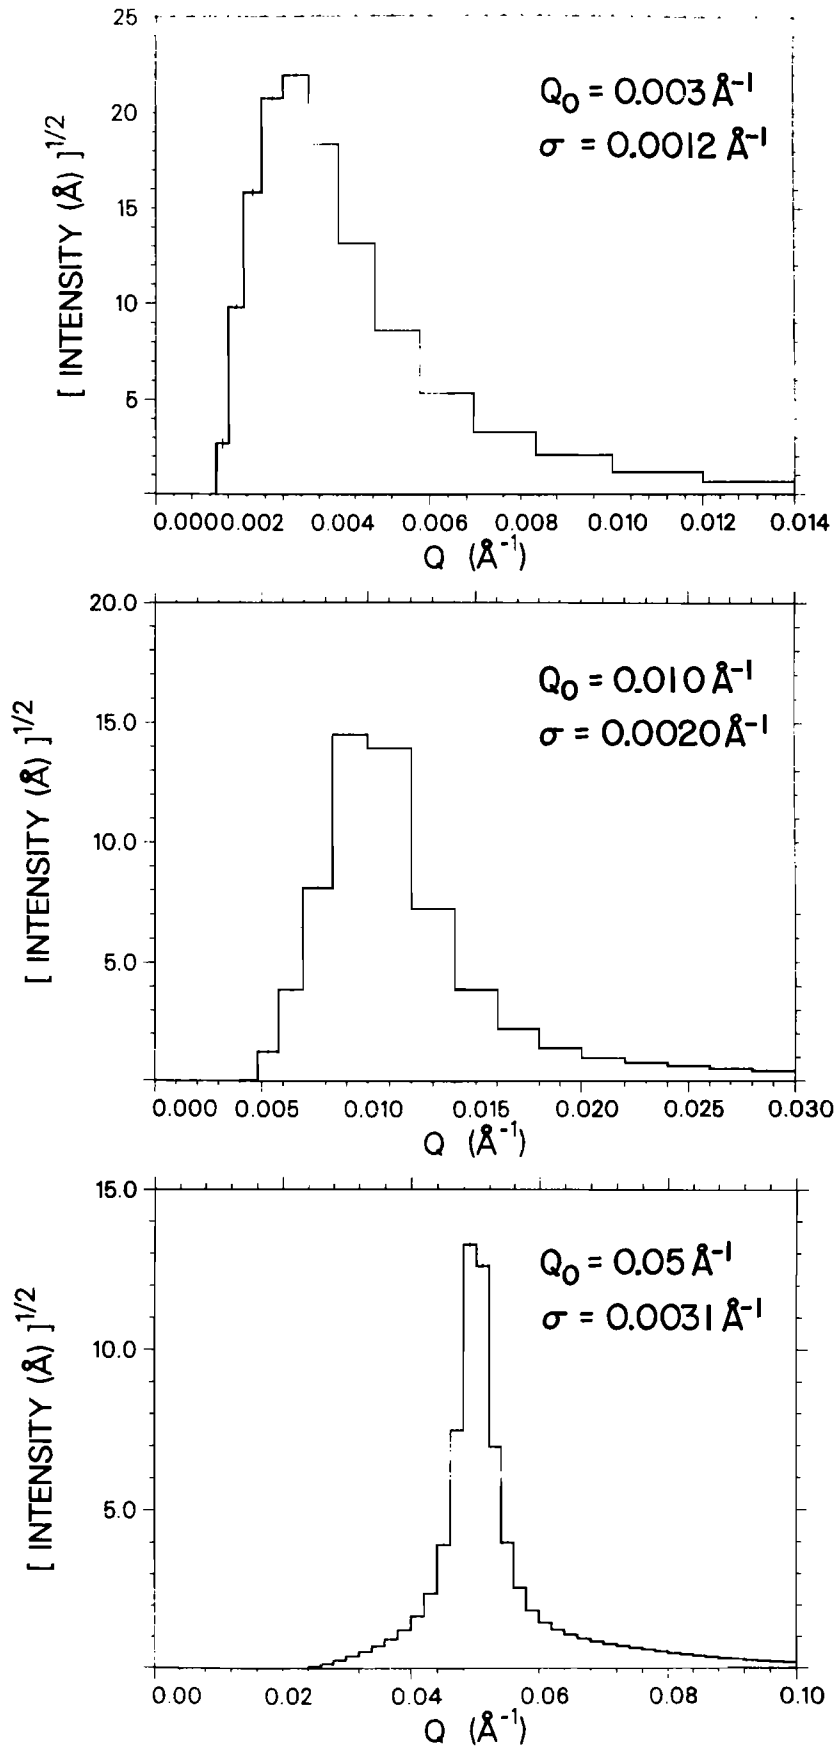 25
20
15
10
5
[ INTENSITY (Å) ]^1/2
Q₀ = 0.003 Å⁻¹
σ = 0.0012 Å⁻¹
0.000 0.002 0.004 0.006 0.008 0.010 0.012 0.014
Q (Å⁻¹)
20.0
15.0
10.0
5.0
[ INTENSITY (Å) ]^1/2
Q₀ = 0.010 Å⁻¹
σ = 0.0020 Å⁻¹
0.000 0.005 0.010 0.015 0.020 0.025 0.030
Q (Å⁻¹)
15.0
10.0
5.0
[ INTENSITY (Å) ]^1/2
Q₀ = 0.05 Å⁻¹
σ = 0.0031 Å⁻¹
0.00 0.02 0.04 0.06 0.08 0.10
Q (Å⁻¹)